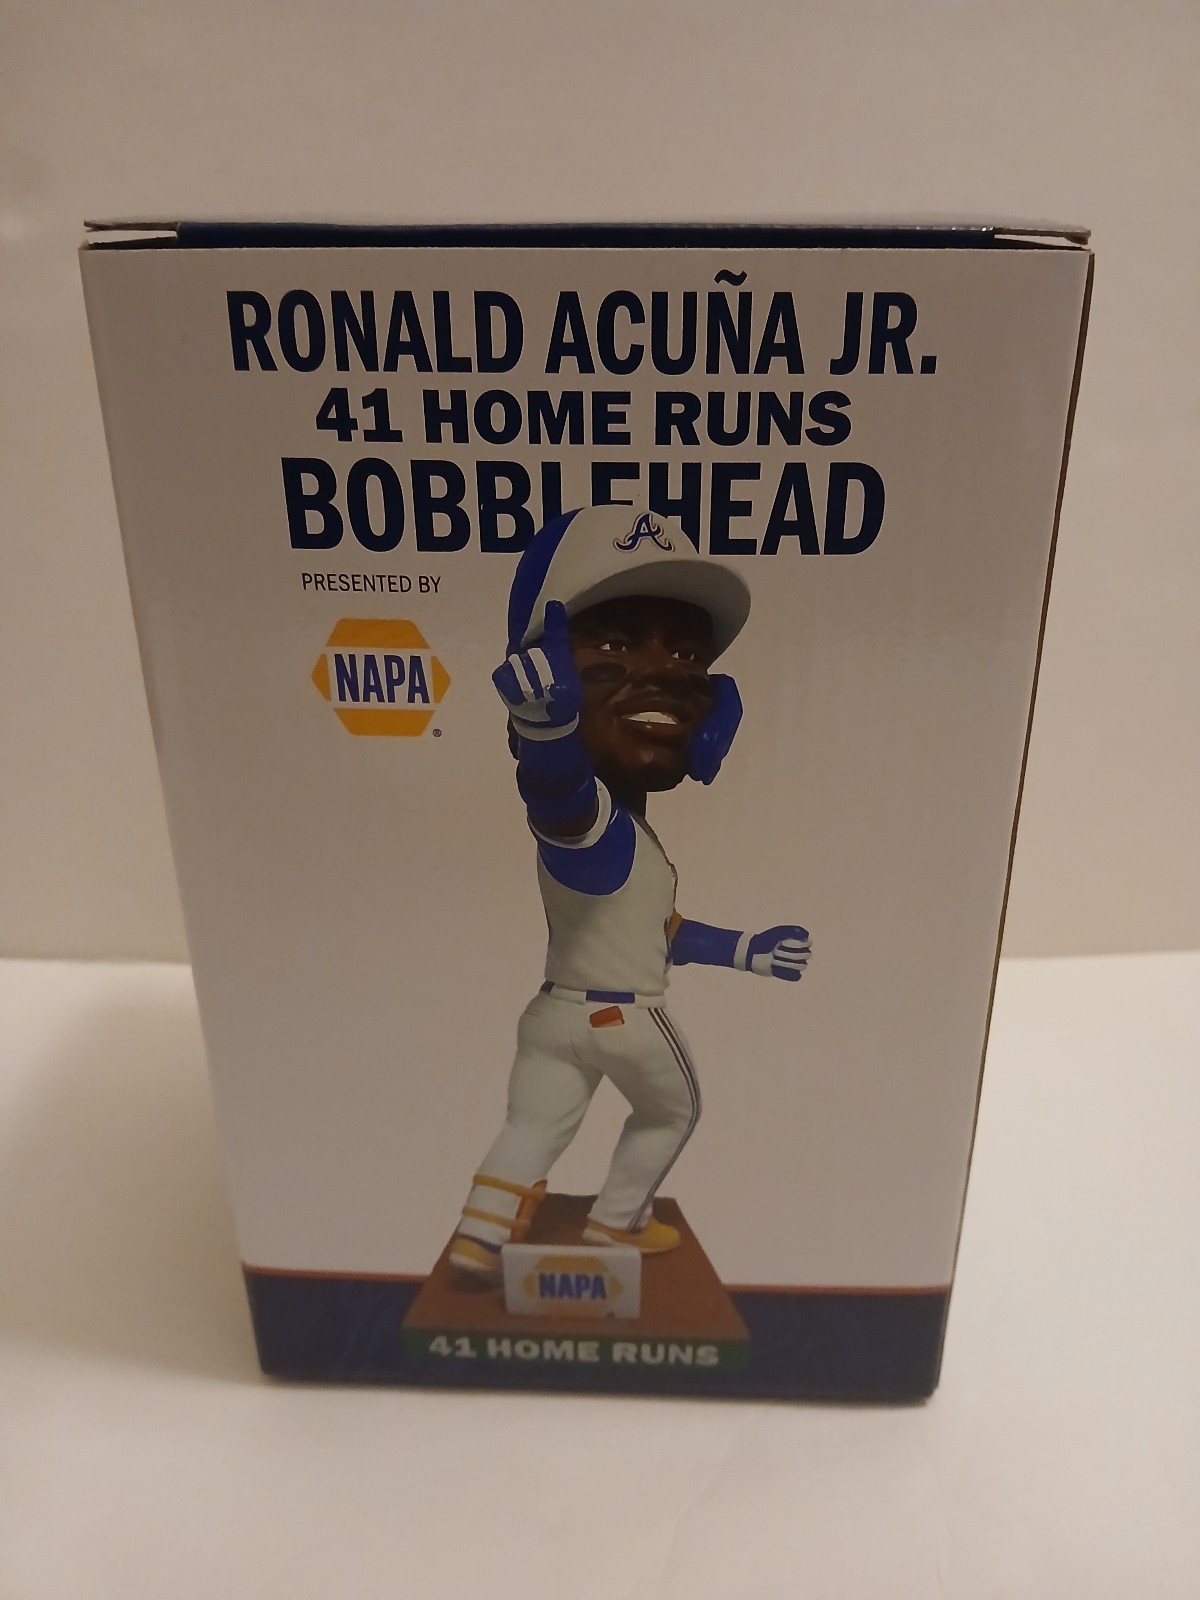 RONALD ACUÑA JR.
41 HOME RUNS
BOBBLEHEAD
PRESENTED BY
NAPA
®
A
NAPA
41 HOME RUNS